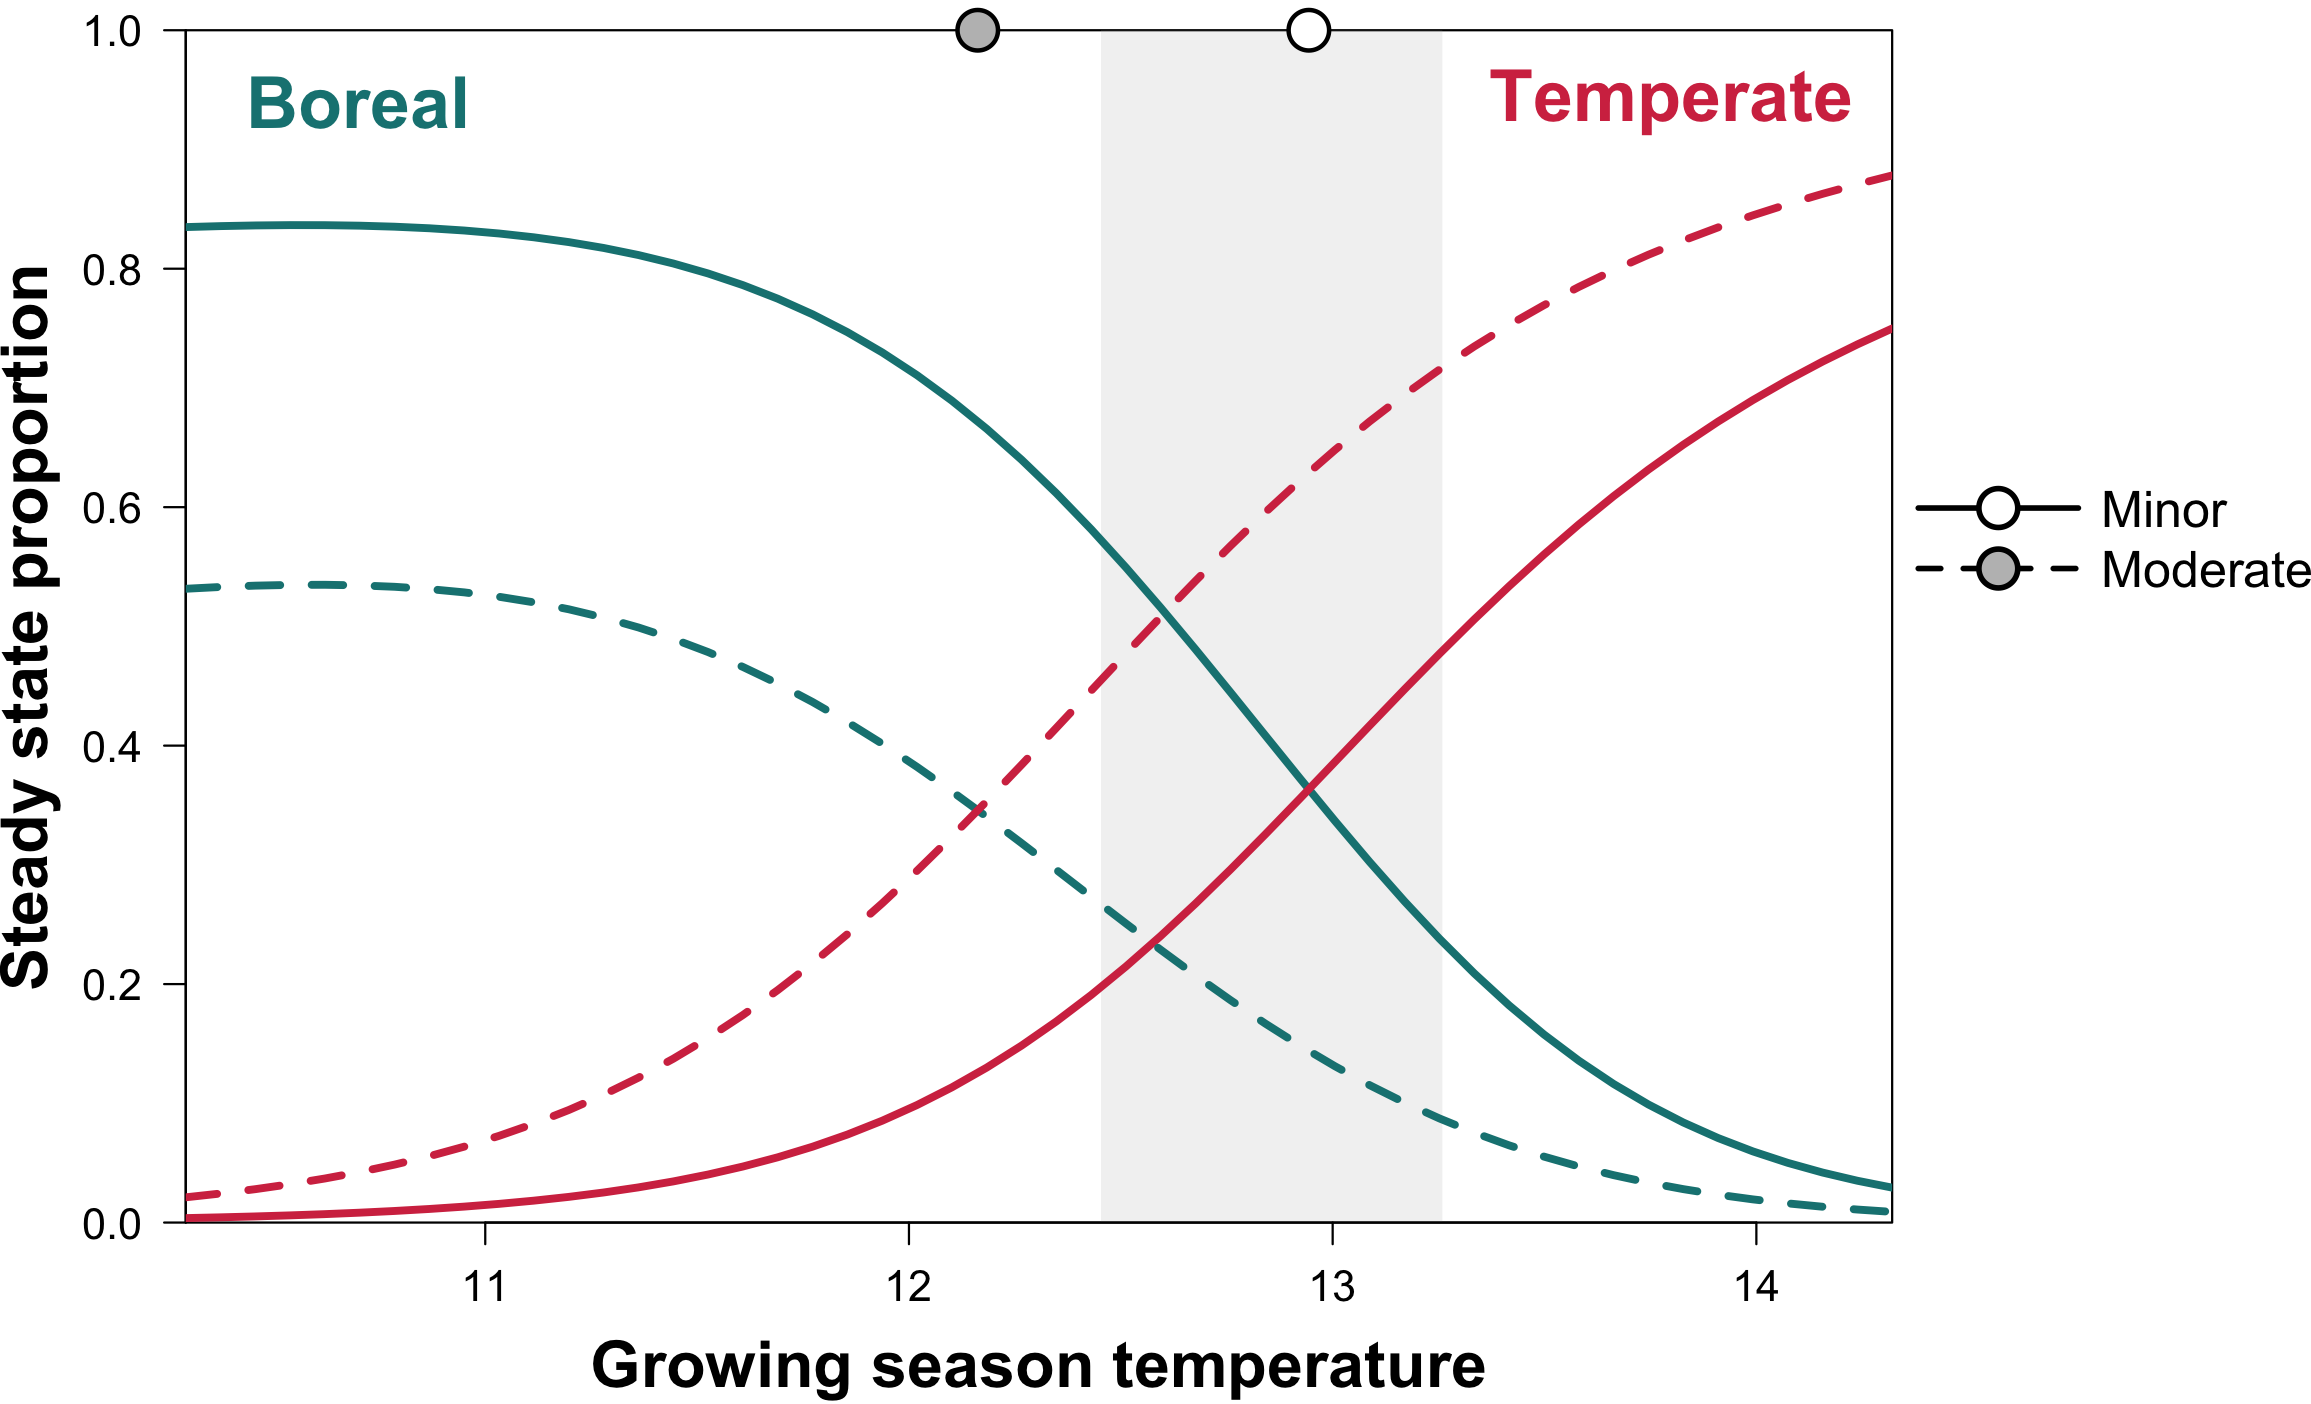 Boreal
Temperate
Steady state proportion
1.0
0.8
0.6
0.4
0.2
0.0
11
12
13
14
Growing season temperature
Minor
Moderate